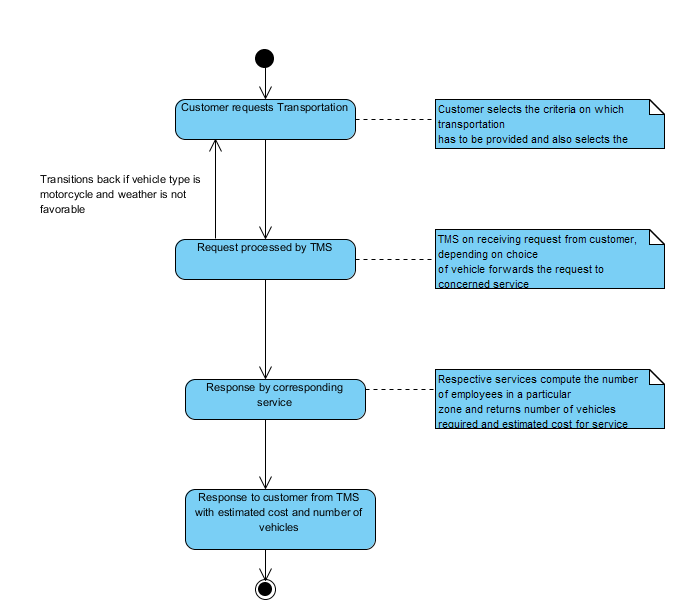 Customer requests Transportation
Customer selects the criteria on which
transportation
has to be provided and also selects the
Transitions back if vehicle type is
motorcycle and weather is not
favorable
Request processed by TMS
TMS on receiving request from customer,
depending on choice
of vehicle forwards the request to
concerned service
Response by corresponding
service
Respective services compute the number
of employees in a particular
zone and returns number of vehicles
required and estimated cost for service
Response to customer from TMS
with estimated cost and number of
vehicles